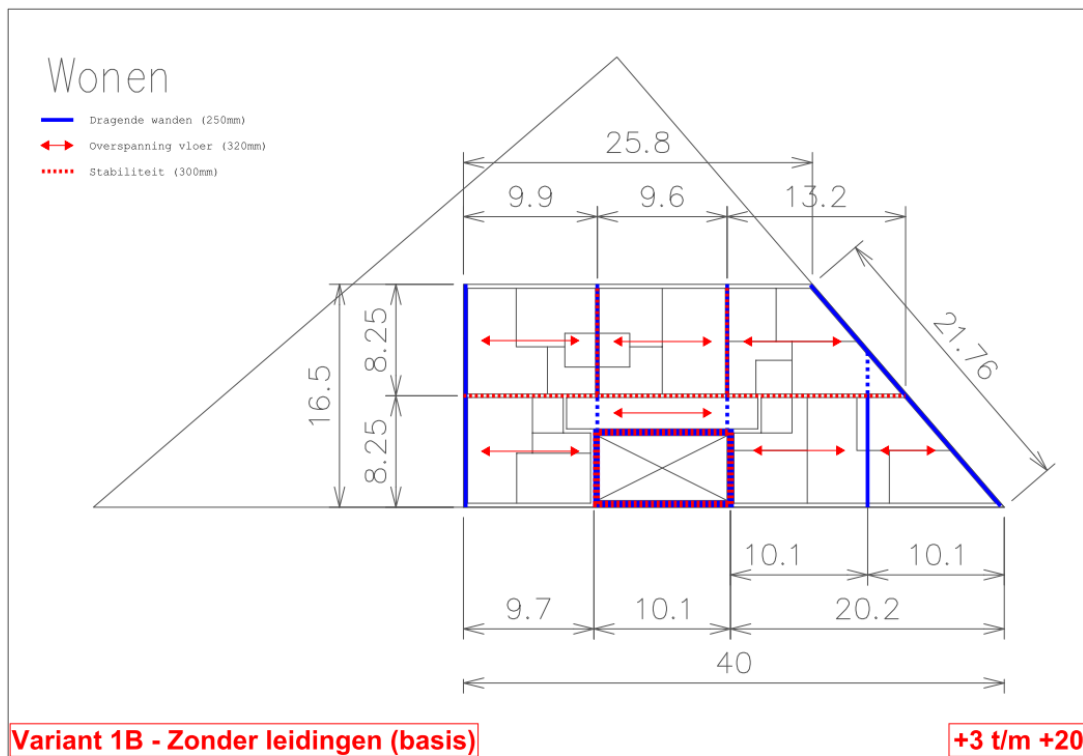 Wonen
Dragende wanden (250mm)
Overspanning vloer (320mm)
Stabiliteit (300mm)
25.8
9.9 9.6 13.2
21.76
16.5
8.25
8.25
10.1 10.1
9.7 10.1 20.2
40
Variant 1B - Zonder leidingen (basis)
+3 t/m +20